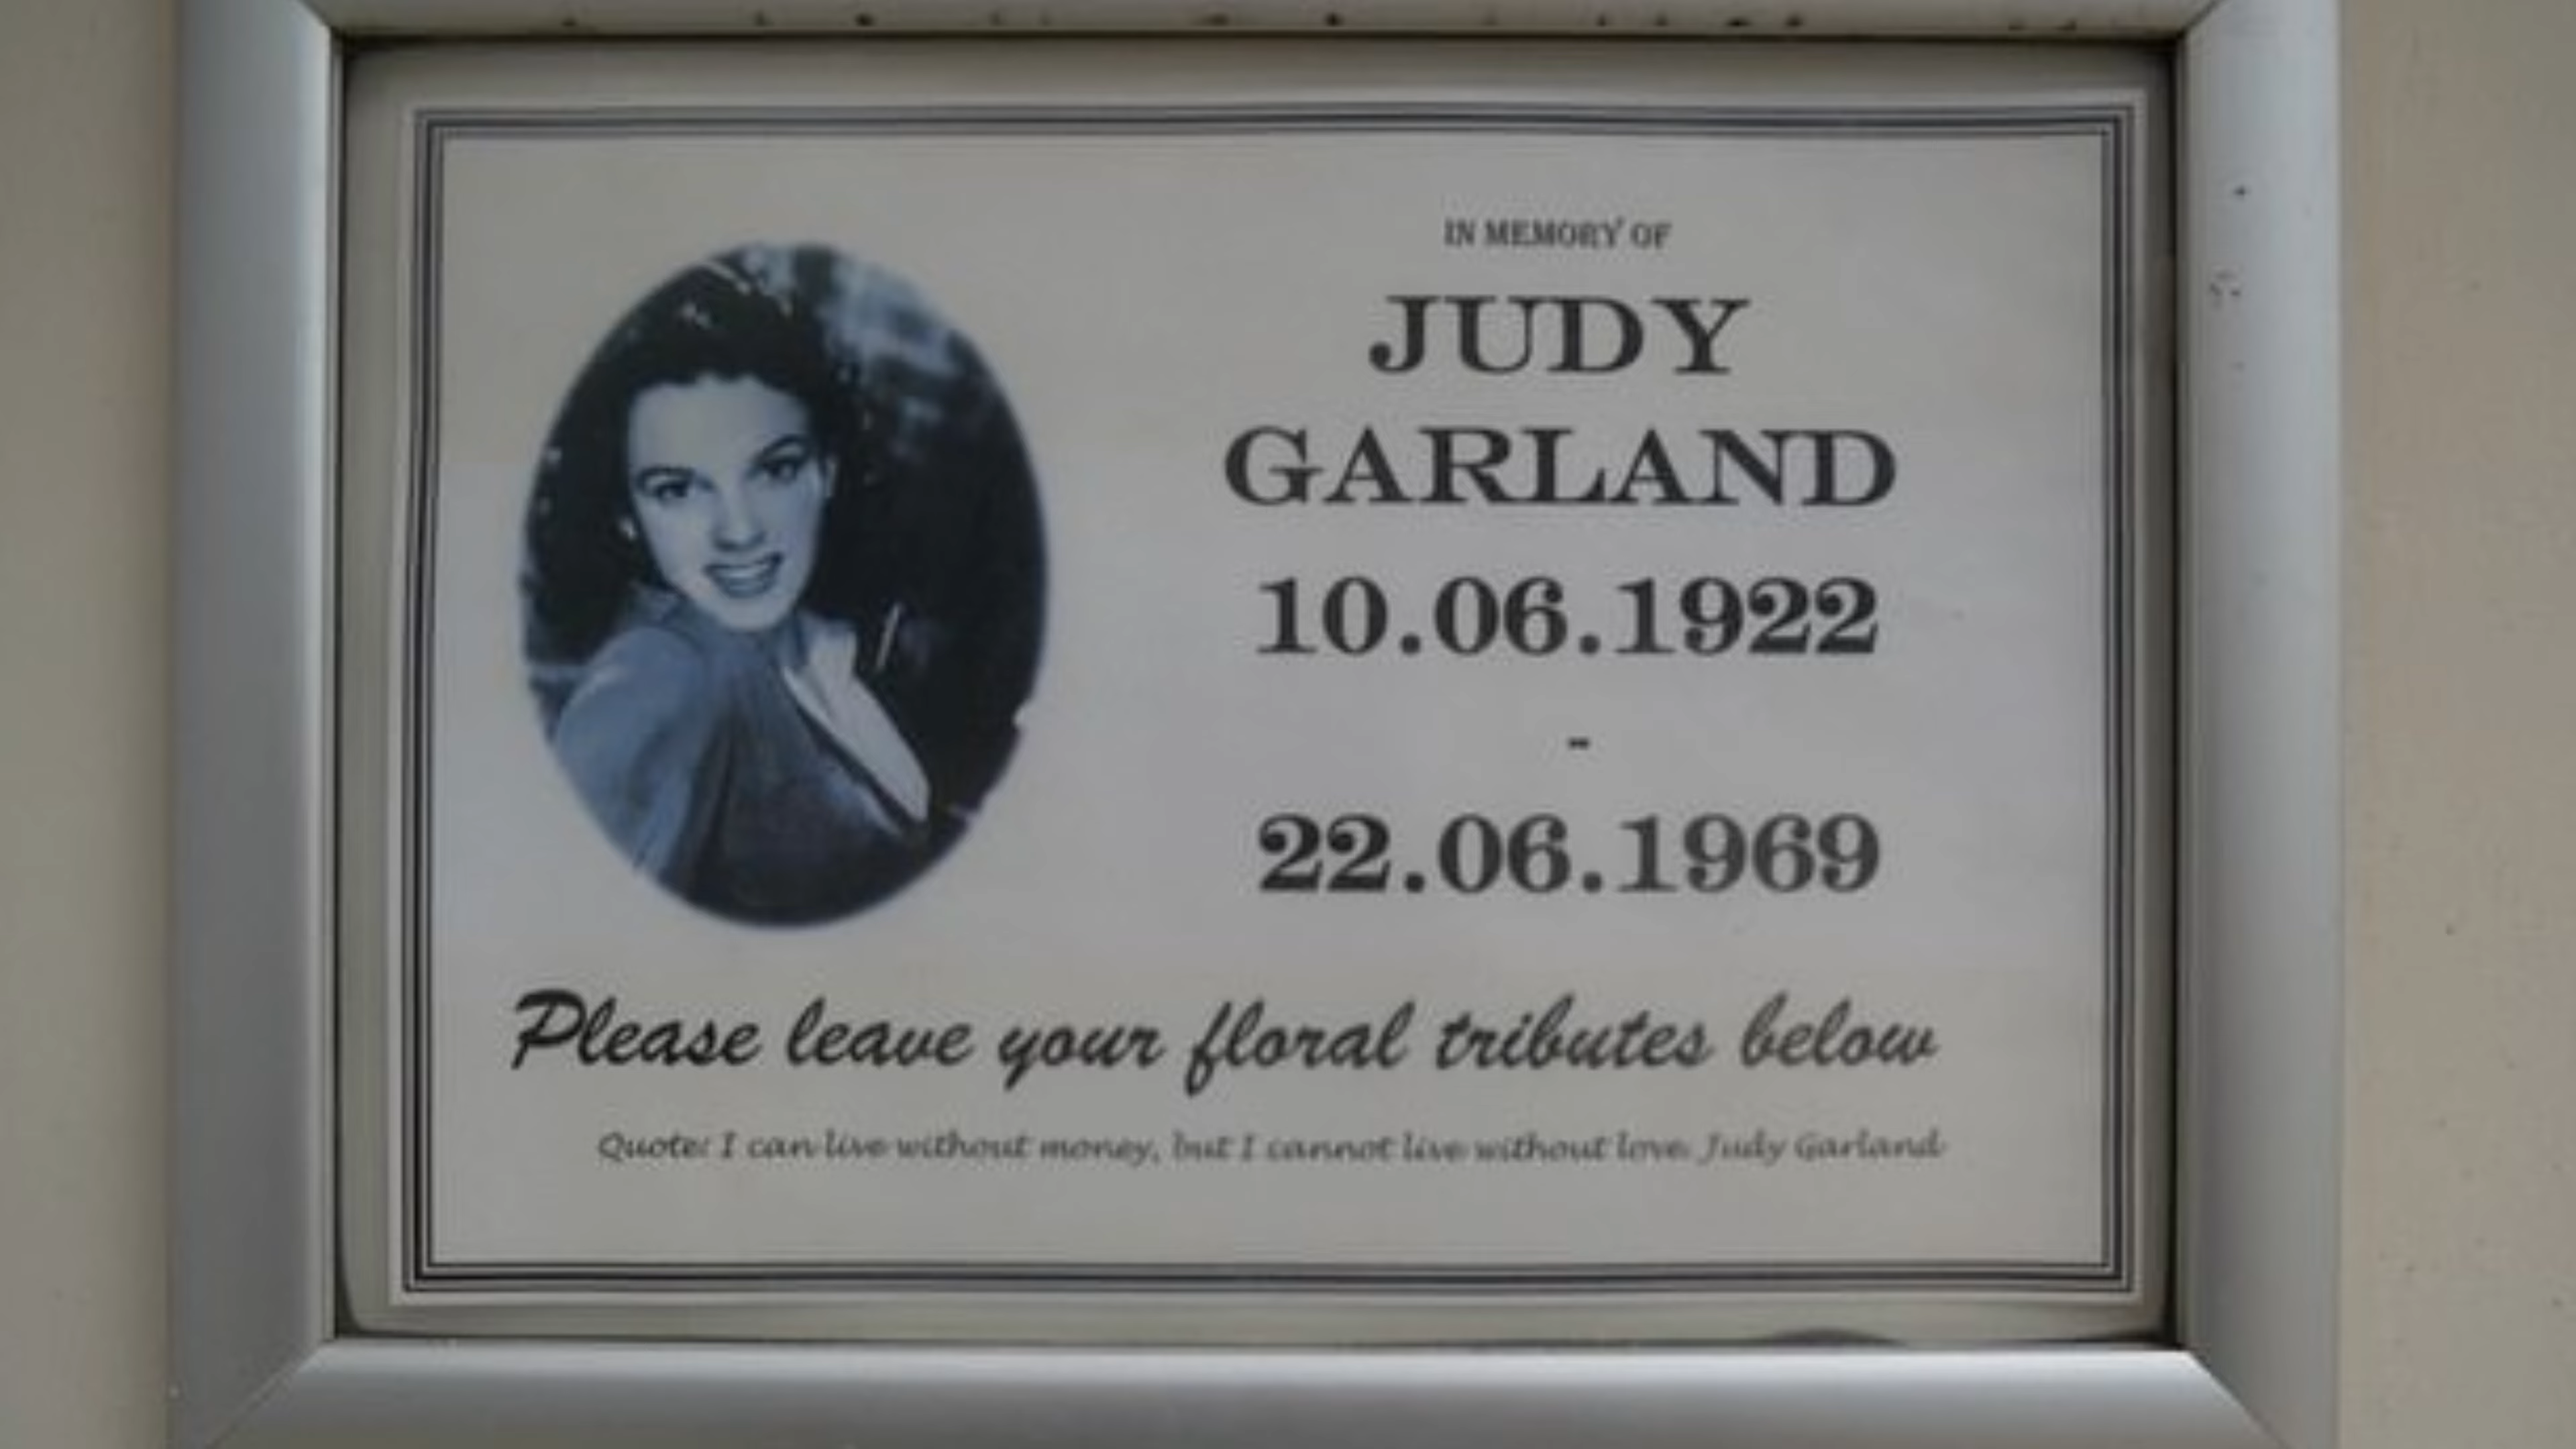 IN MEMORY OF
JUDY
GARLAND
10.06.1922
-
22.06.1969
Please leave your floral tributes below
Quote: I can live without money, but I cannot live without love. Judy Garland